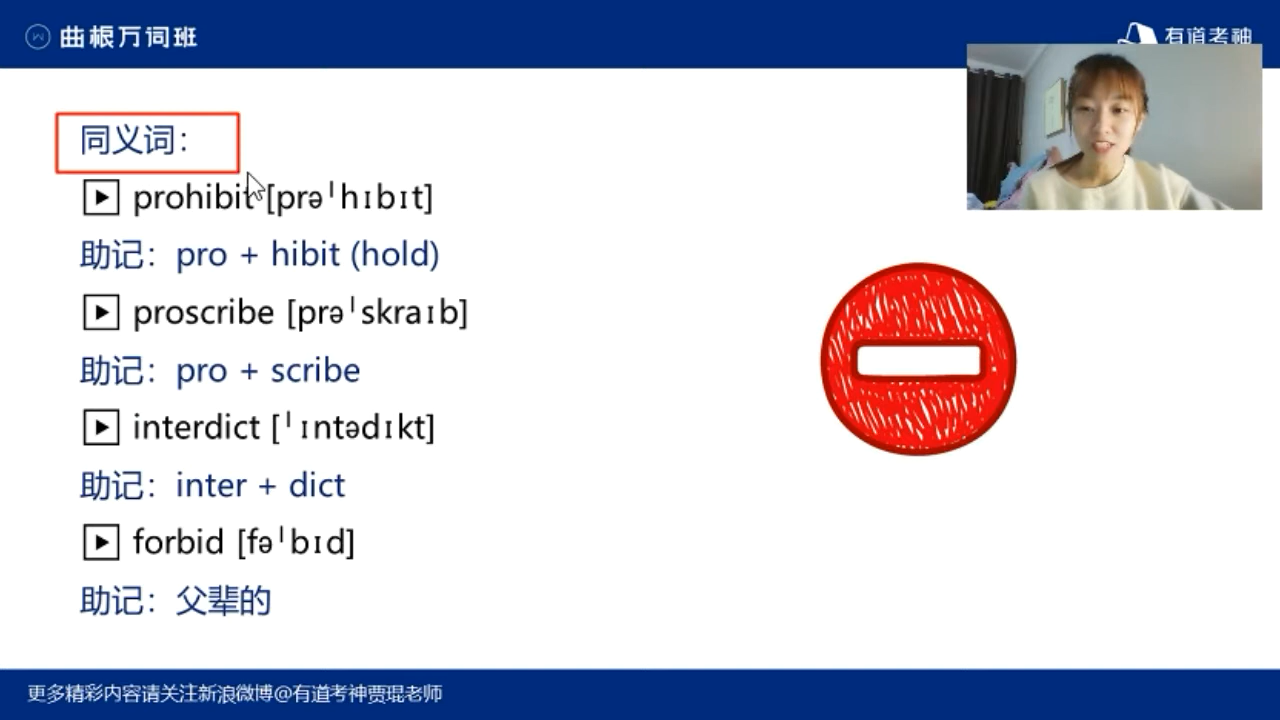 曲根万词班
有道考神
同义词：
prohibit [prəˈhɪbɪt]
助记：pro + hibit (hold)
proscribe [prəˈskraɪb]
助记：pro + scribe
interdict [ˈɪntədɪkt]
助记：inter + dict
forbid [fəˈbɪd]
助记：父辈的
更多精彩内容请关注新浪微博@有道考神贾琨老师